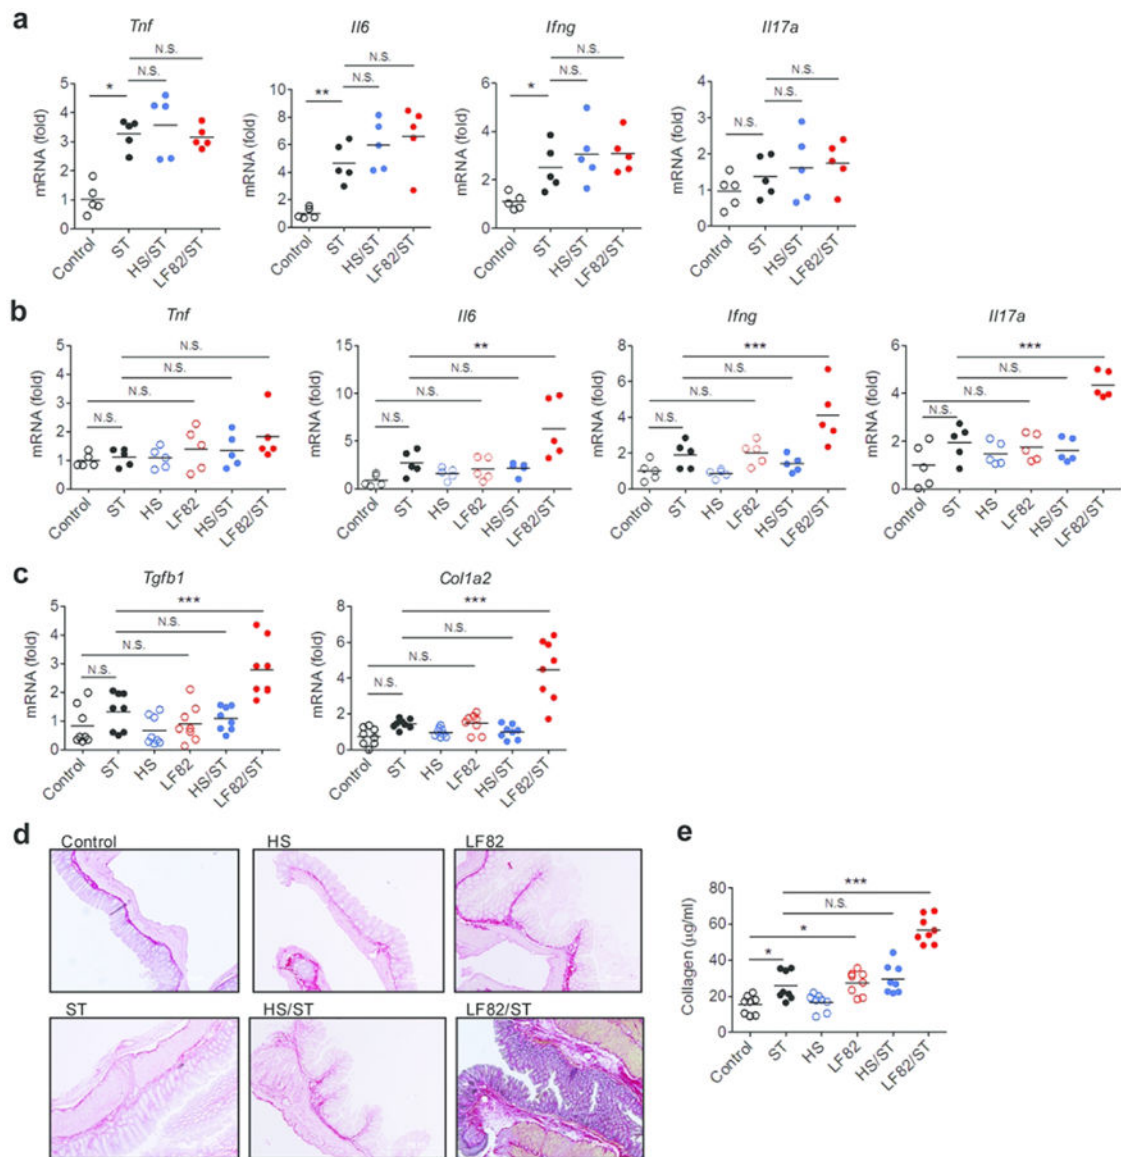 a
Tnf Il6 Ifng Il17a
N.S. N.S. N.S. N.S.
N.S. N.S. N.S. N.S.
* ** * N.S.
mRNA (fold) mRNA (fold) mRNA (fold) mRNA (fold)
5 4 3 2 1 0
10 8 6 4 2 0
6 4 2 0
4 3 2 1 0
Control ST HS/ST LF82/ST
Control ST HS/ST LF82/ST
Control ST HS/ST LF82/ST
Control ST HS/ST LF82/ST
b
Tnf Il6 Ifng Il17a
N.S. ** *** ***
N.S. N.S. N.S. N.S.
N.S. N.S. N.S. N.S.
N.S. N.S. N.S. N.S.
mRNA (fold) mRNA (fold) mRNA (fold) mRNA (fold)
5 4 3 2 1 0
15 10 5 0
8 6 4 2 0
6 4 2 0
Control ST HS LF82 HS/ST LF82/ST
Control ST HS LF82 HS/ST LF82/ST
Control ST HS LF82 HS/ST LF82/ST
Control ST HS LF82 HS/ST LF82/ST
c
Tgfb1 Col1a2
*** ***
N.S. N.S.
N.S. N.S.
N.S. N.S.
mRNA (fold) mRNA (fold)
5 4 3 2 1 0
8 6 4 2 0
Control ST HS LF82 HS/ST LF82/ST
Control ST HS LF82 HS/ST LF82/ST
d
Control HS LF82
ST HS/ST LF82/ST
e
***
N.S.
*
*
Collagen (μg/ml)
80 60 40 20 0
Control ST HS LF82 HS/ST LF82/ST